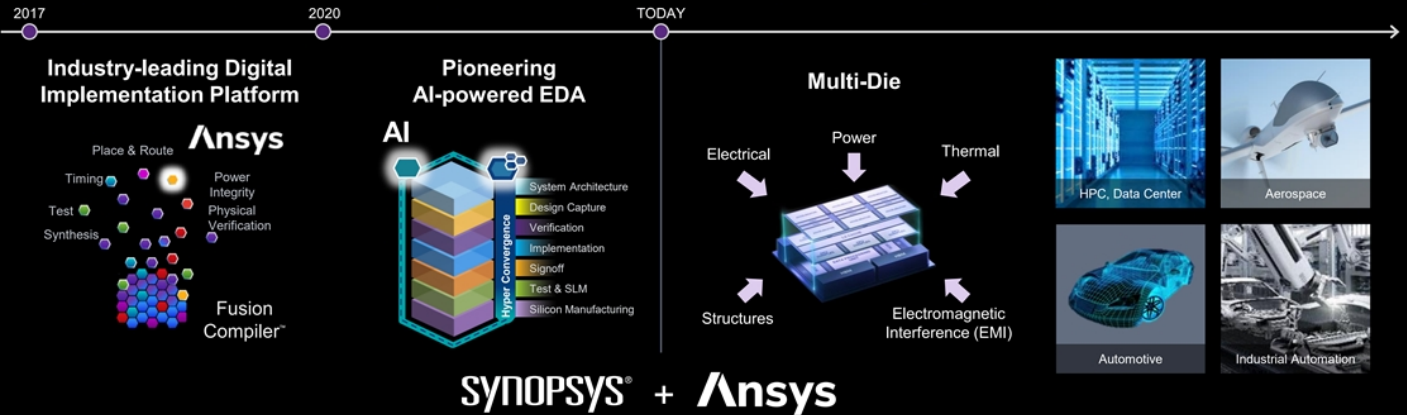 2017
2020
TODAY
Industry-leading Digital
Implementation Platform
Ansys
Place & Route
Timing
Power
Integrity
Test
Physical
Verification
Synthesis
Fusion
Compiler™
Pioneering
AI-powered EDA
AI
System Architecture
Design Capture
Verification
Implementation
Signoff
Test & SLM
Silicon Manufacturing
Hyper Convergence
Multi-Die
Power
Electrical
Thermal
Structures
Electromagnetic
Interference (EMI)
HPC, Data Center
Aerospace
Automotive
Industrial Automation
SYNOPSYS® + Ansys